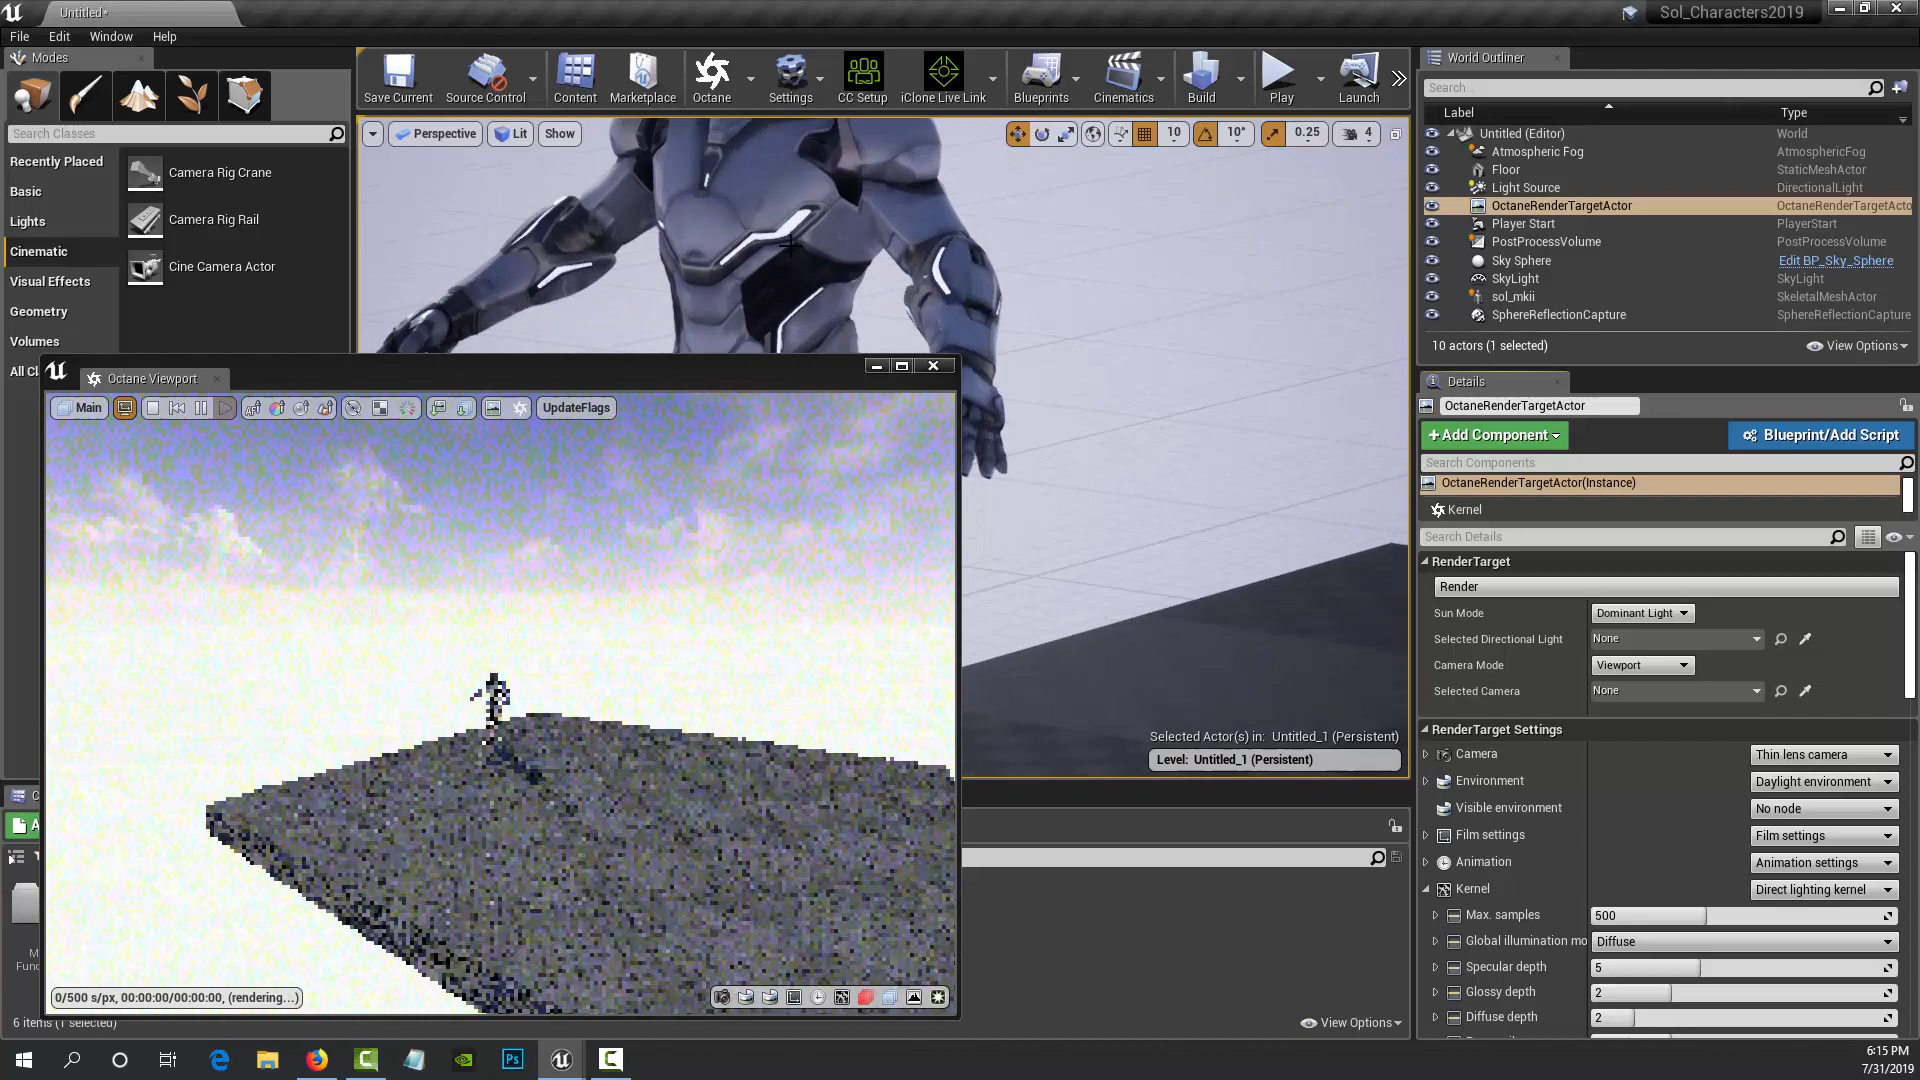 Untitled*
Sol_Characters2019
File
Edit
Window
Help
Modes
Search Classes
Recently Placed
Basic
Lights
Cinematic
Visual Effects
Geometry
Volumes
All Cl
Camera Rig Crane
Camera Rig Rail
Cine Camera Actor
Save Current
Source Control
Content
Marketplace
Octane
Settings
CC Setup
iClone Live Link
Blueprints
Cinematics
Build
Play
Launch
Perspective
Lit
Show
10
10°
0.25
4
World Outliner
Search...
Label
Type
Untitled (Editor)
World
Atmospheric Fog
AtmosphericFog
Floor
StaticMeshActor
Light Source
DirectionalLight
OctaneRenderTargetActor
OctaneRenderTargetActo
Player Start
PlayerStart
PostProcessVolume
PostProcessVolume
Sky Sphere
Edit BP_Sky_Sphere
SkyLight
SkyLight
sol_mkii
SkeletalMeshActor
SphereReflectionCapture
SphereReflectionCapture
10 actors (1 selected)
View Options
Details
OctaneRenderTargetActor
+Add Component
Blueprint/Add Script
Search Components
OctaneRenderTargetActor(Instance)
Kernel
Search Details
RenderTarget
Render
Sun Mode
Dominant Light
Selected Directional Light
None
Camera Mode
Viewport
Selected Camera
None
RenderTarget Settings
Camera
Thin lens camera
Environment
Daylight environment
Visible environment
No node
Film settings
Film settings
Animation
Animation settings
Kernel
Direct lighting kernel
Max. samples
500
Global illumination mo
Diffuse
Specular depth
5
Glossy depth
2
Diffuse depth
2
Octane Viewport
Main
UpdateFlags
0/500 s/px, 00:00:00/00:00:00, (rendering...)
Selected Actor(s) in: Untitled_1 (Persistent)
Level: Untitled_1 (Persistent)
C
A
M
Func
6 items (1 selected)
View Options
Ps
6:15 PM
7/31/2019